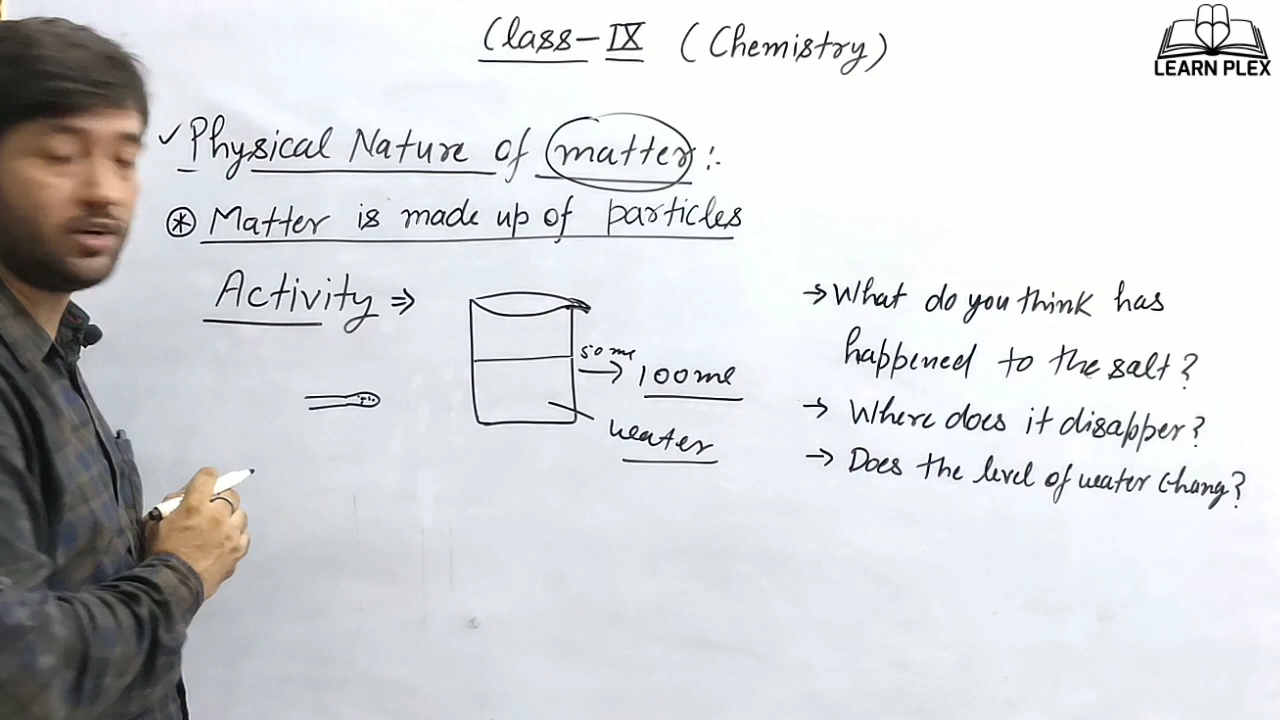 Class-IX (Chemistry)
LEARN PLEX
✓Physical Nature of matter:-
* Matter is made up of particles
Activity ⇒
50 ml
→ 100ml
water
→ What do you think has
happened to the salt?
→ Where does it disapper?
→ Does the level of water chang?